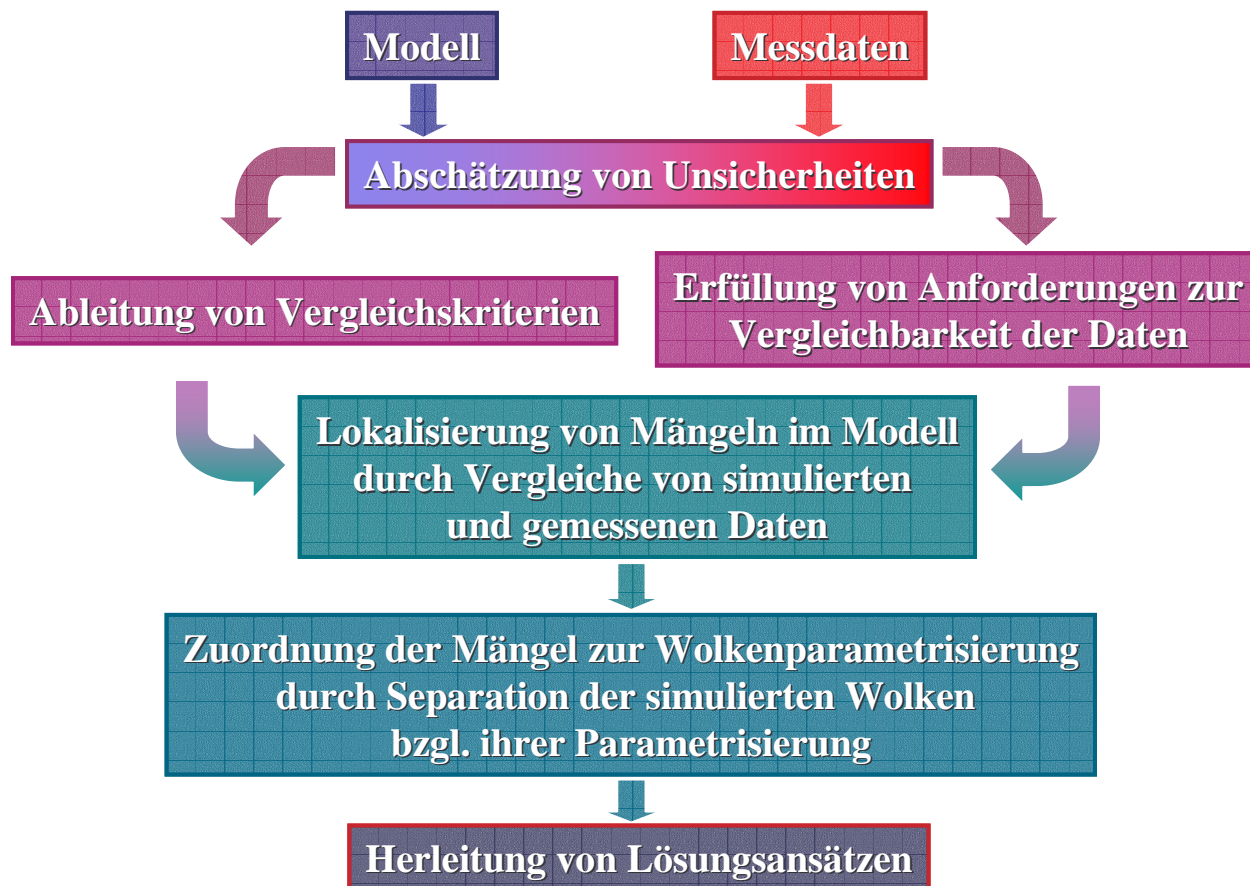 Modell
Messdaten
Abschätzung von Unsicherheiten
Ableitung von Vergleichskriterien
Erfüllung von Anforderungen zur
Vergleichbarkeit der Daten
Lokalisierung von Mängeln im Modell
durch Vergleiche von simulierten
und gemessenen Daten
Zuordnung der Mängel zur Wolkenparametrisierung
durch Separation der simulierten Wolken
bzgl. ihrer Parametrisierung
Herleitung von Lösungsansätzen